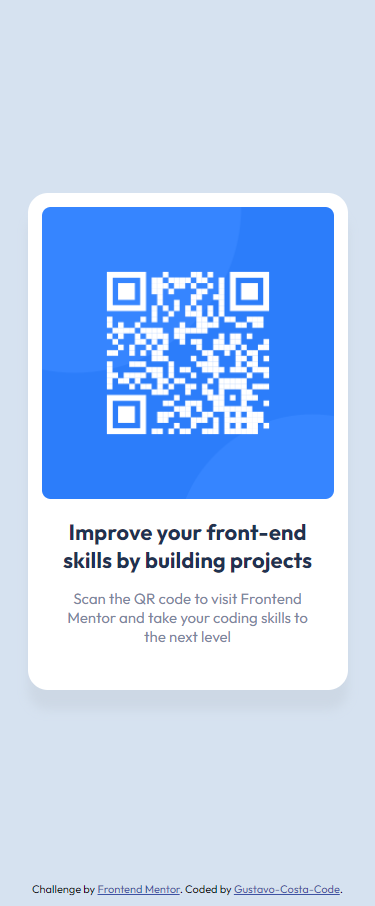 Improve your front-end
skills by building projects
Scan the QR code to visit Frontend
Mentor and take your coding skills to
the next level
Challenge by Frontend Mentor. Coded by Gustavo-Costa-Code.